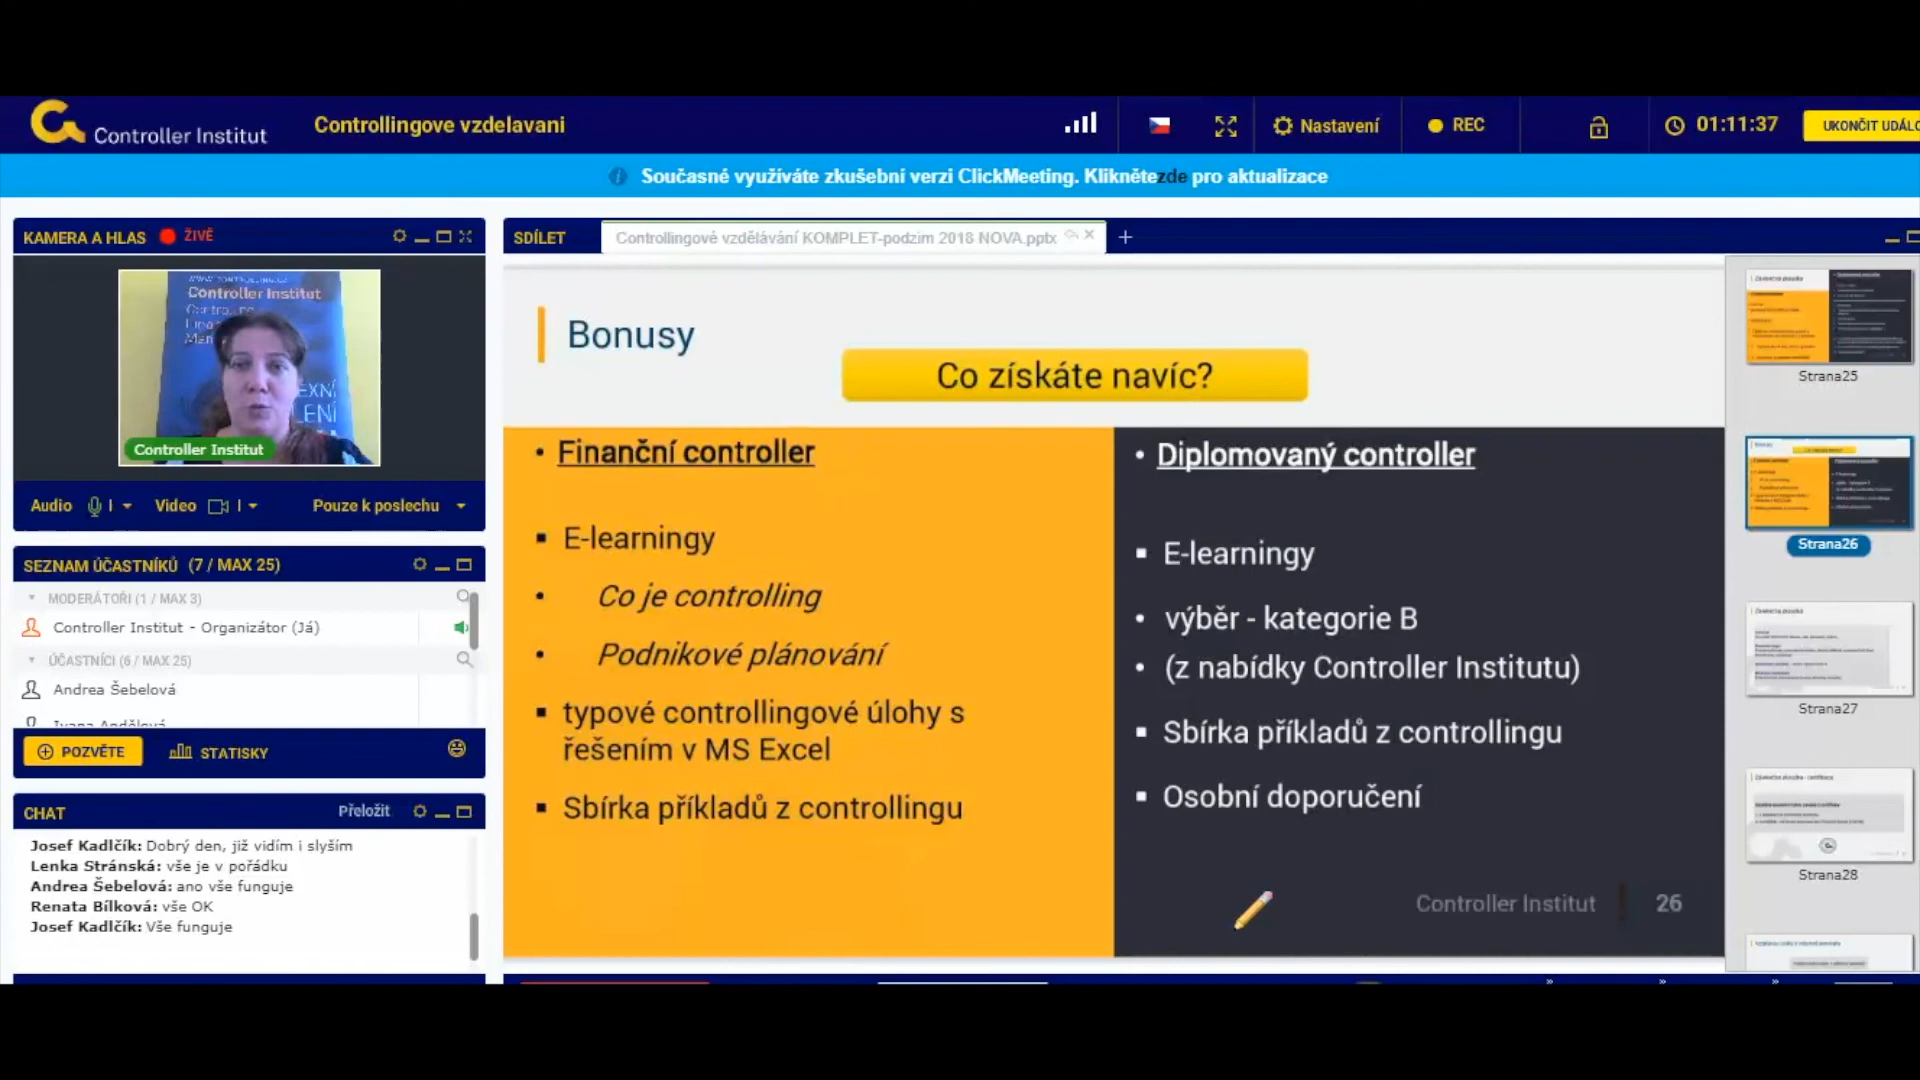 Controller Institut
Controllingove vzdelavani
Nastavení
REC
01:11:37
UKONČIT UDÁLO
Současné využíváte zkušební verzi ClickMeeting. Kliknětezde pro aktualizace
KAMERA A HLAS
ŽIVĚ
Controller Institut
Controller Institut
Audio
Video
Pouze k poslechu
SEZNAM ÚČASTNÍKŮ (7 / MAX 25)
MODERÁTOŘI (1 / MAX 3)
Controller Institut - Organizátor (Já)
ÚČASTNÍCI (6 / MAX 25)
Andrea Šebelová
Ivana Andělová
POZVĚTE
STATISKY
CHAT
Přeložit
Josef Kadlčík: Dobrý den, již vidím i slyším
Lenka Stránská: vše je v pořádku
Andrea Šebelová: ano vše funguje
Renata Bílková: vše OK
Josef Kadlčík: Vše funguje
SDÍLET
Controllingové vzdělávání KOMPLET-podzim 2018 NOVA.pptx
Bonusy
Co získáte navíc?
• Finanční controller
▪ E-learningy
• Co je controlling
• Podnikové plánování
▪ typové controllingové úlohy s
řešením v MS Excel
▪ Sbírka příkladů z controllingu
• Diplomovaný controller
▪ E-learningy
• výběr - kategorie B
• (z nabídky Controller Institutu)
▪ Sbírka příkladů z controllingu
▪ Osobní doporučení
Controller Institut
26
Strana25
Strana26
Strana27
Strana28